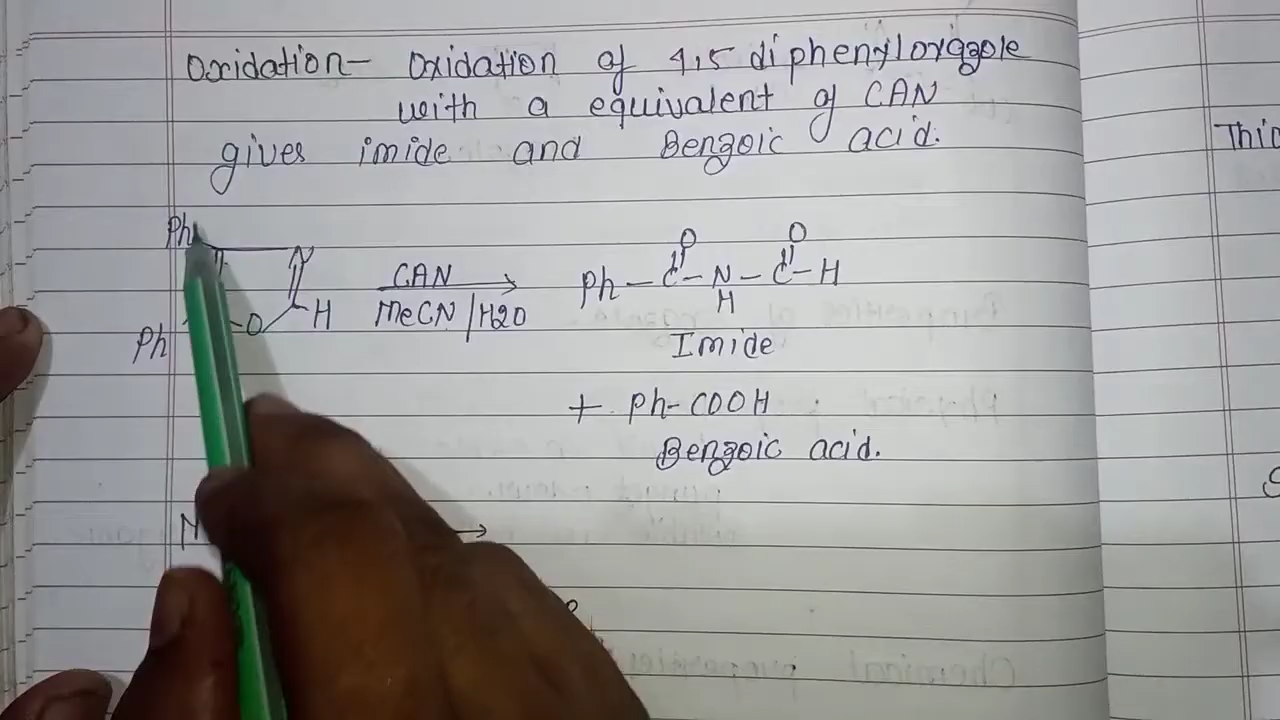 Oxidation- Oxidation of 4,5 diphenyloxazole
with a equivalent of CAN
gives imide and Benzoic acid.
Ph N
CAN
O O
Ph-C-N-C-H
H
Ph O H
MeCN/H2O
Imide
+ Ph-COOH
Benzoic acid.
N
Thi